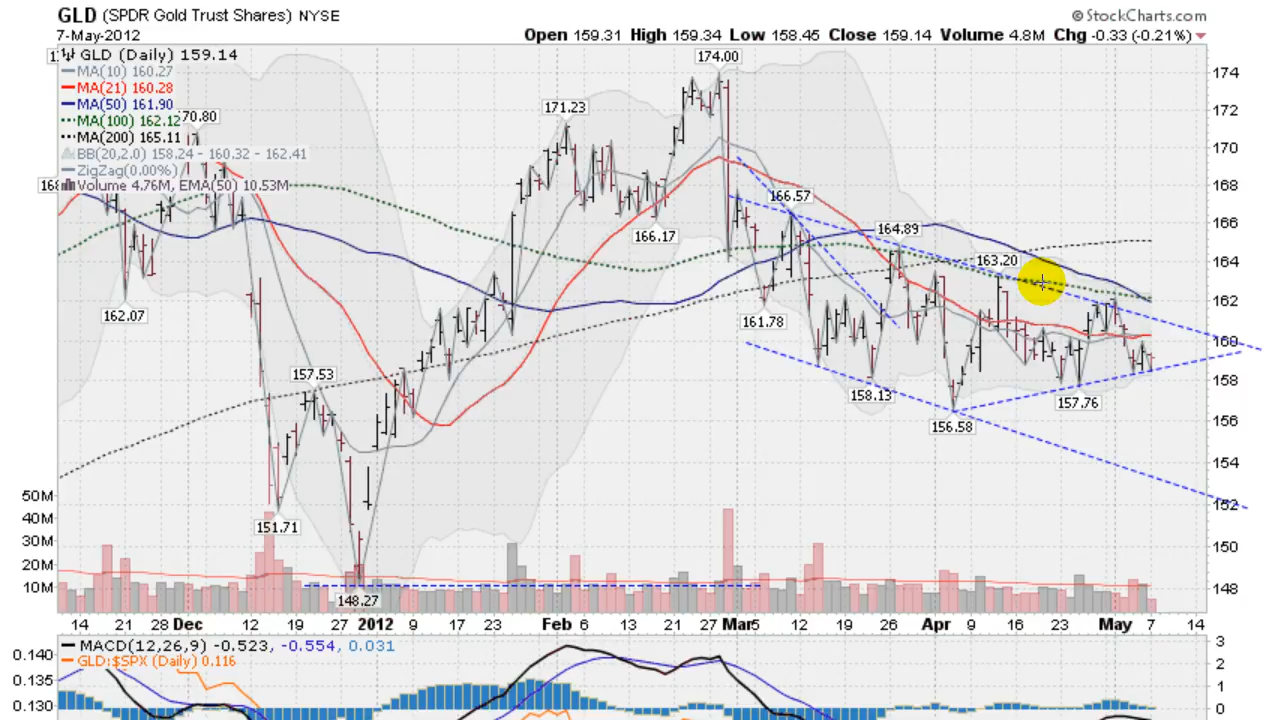 GLD (SPDR Gold Trust Shares) NYSE © StockCharts.com
7-May-2012 Open 159.31 High 159.34 Low 158.45 Close 159.14 Volume 4.8M Chg -0.33 (-0.21%)
GLD (Daily) 159.14
MA(10) 160.27
MA(21) 160.28
MA(50) 161.90
MA(100) 162.12
MA(200) 165.11
BB(20,2.0) 158.24 - 160.32 - 162.41
ZigZag(0.00%)
Volume 4.76M, EMA(50) 10.53M
174.00
171.23
70.80
166.57
166.17
164.89
163.20
162.07
161.78
157.53
158.13
157.76
156.58
151.71
148.27
174
172
170
168
166
164
162
160
158
156
154
152
150
148
50M
40M
30M
20M
10M
14 21 28 Dec 12 19 27 2012 9 17 23 Feb 6 13 21 27 Mar 5 12 19 26 Apr 9 16 23 May 7 14
MACD(12,26,9) -0.523, -0.554, 0.031
GLD:$SPX (Daily) 0.116
0.140
0.135
0.130
3
2
1
0